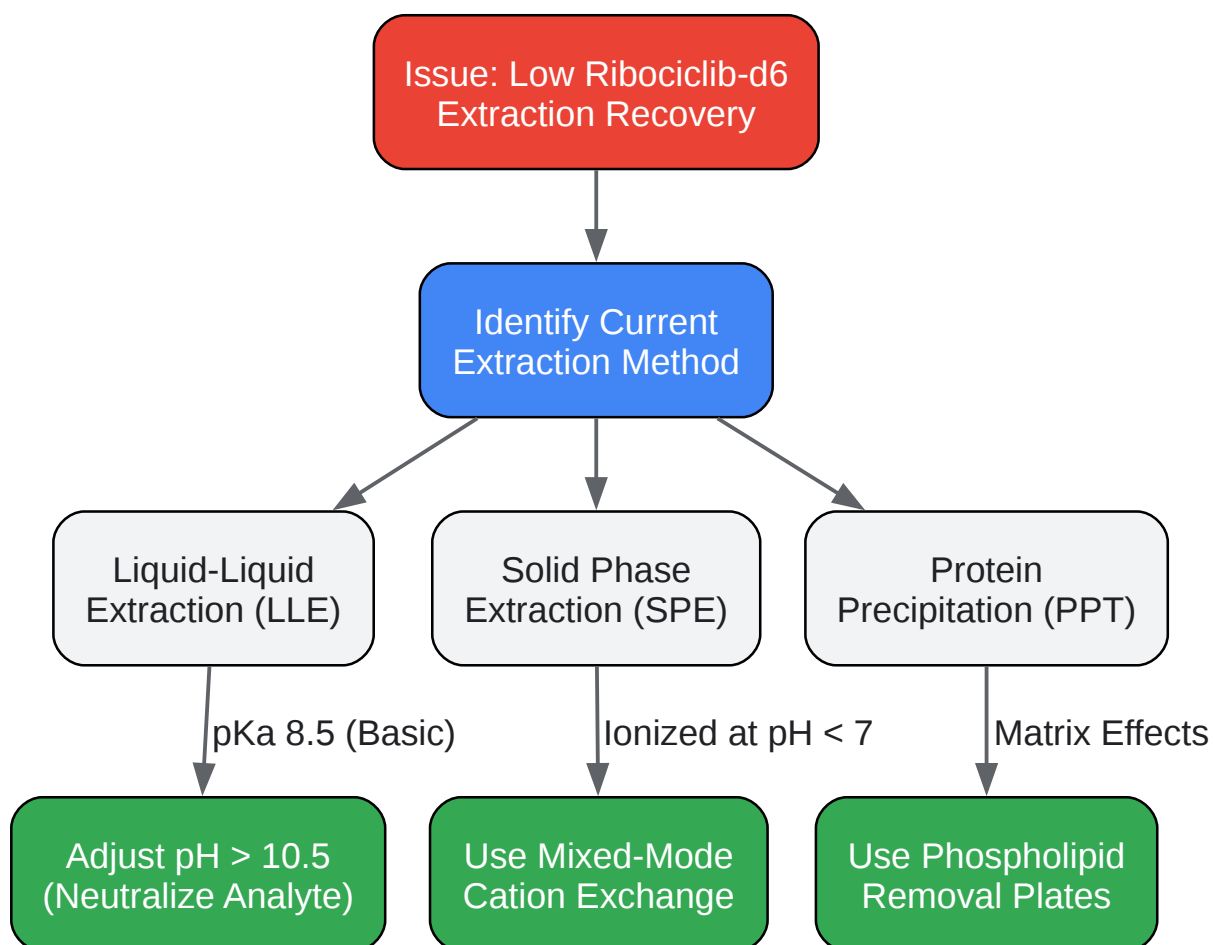 Issue: Low Ribociclib-d6
Extraction Recovery
Identify Current
Extraction Method
Liquid-Liquid
Extraction (LLE)
Solid Phase
Extraction (SPE)
Protein
Precipitation (PPT)
pKa 8.5 (Basic)
Ionized at pH < 7
Matrix Effects
Adjust pH > 10.5
(Neutralize Analyte)
Use Mixed-Mode
Cation Exchange
Use Phospholipid
Removal Plates